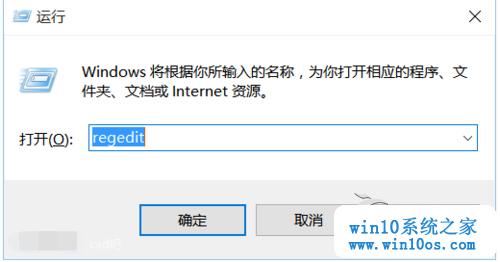 运行
Windows 将根据你所输入的名称，为你打开相应的程序、文
件夹、文档或 Internet 资源。
打开(O): regedit
确定 取消
win10系统之家
www.win10os.com